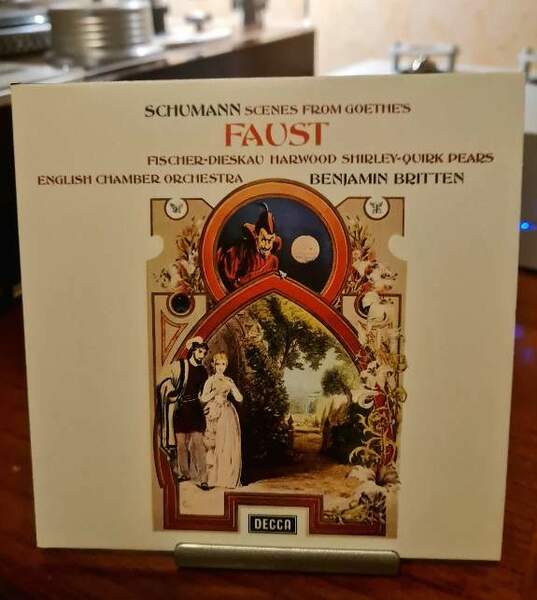 SCHUMANN SCENES FROM GOETHE'S
FAUST
FISCHER-DIESKAU HARWOOD SHIRLEY-QUIRK PEARS
ENGLISH CHAMBER ORCHESTRA BENJAMIN BRITTEN
DECCA